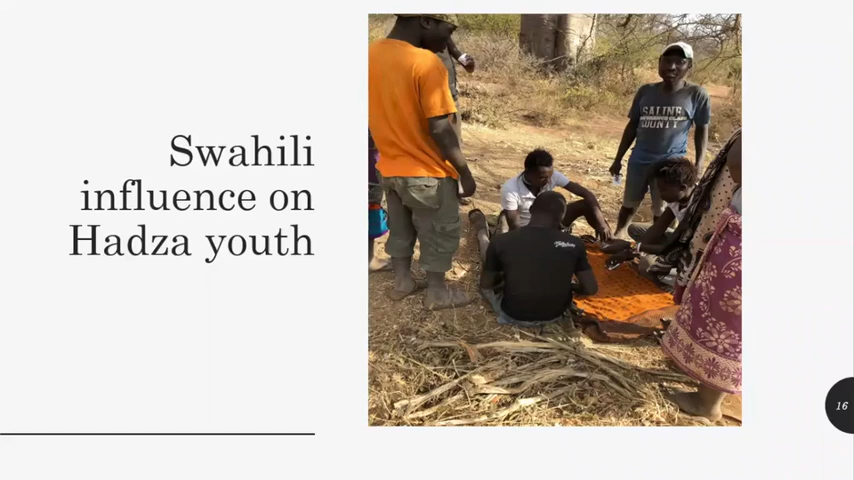 Swahili
influence on
Hadza youth
SALINE
COUNTY
16